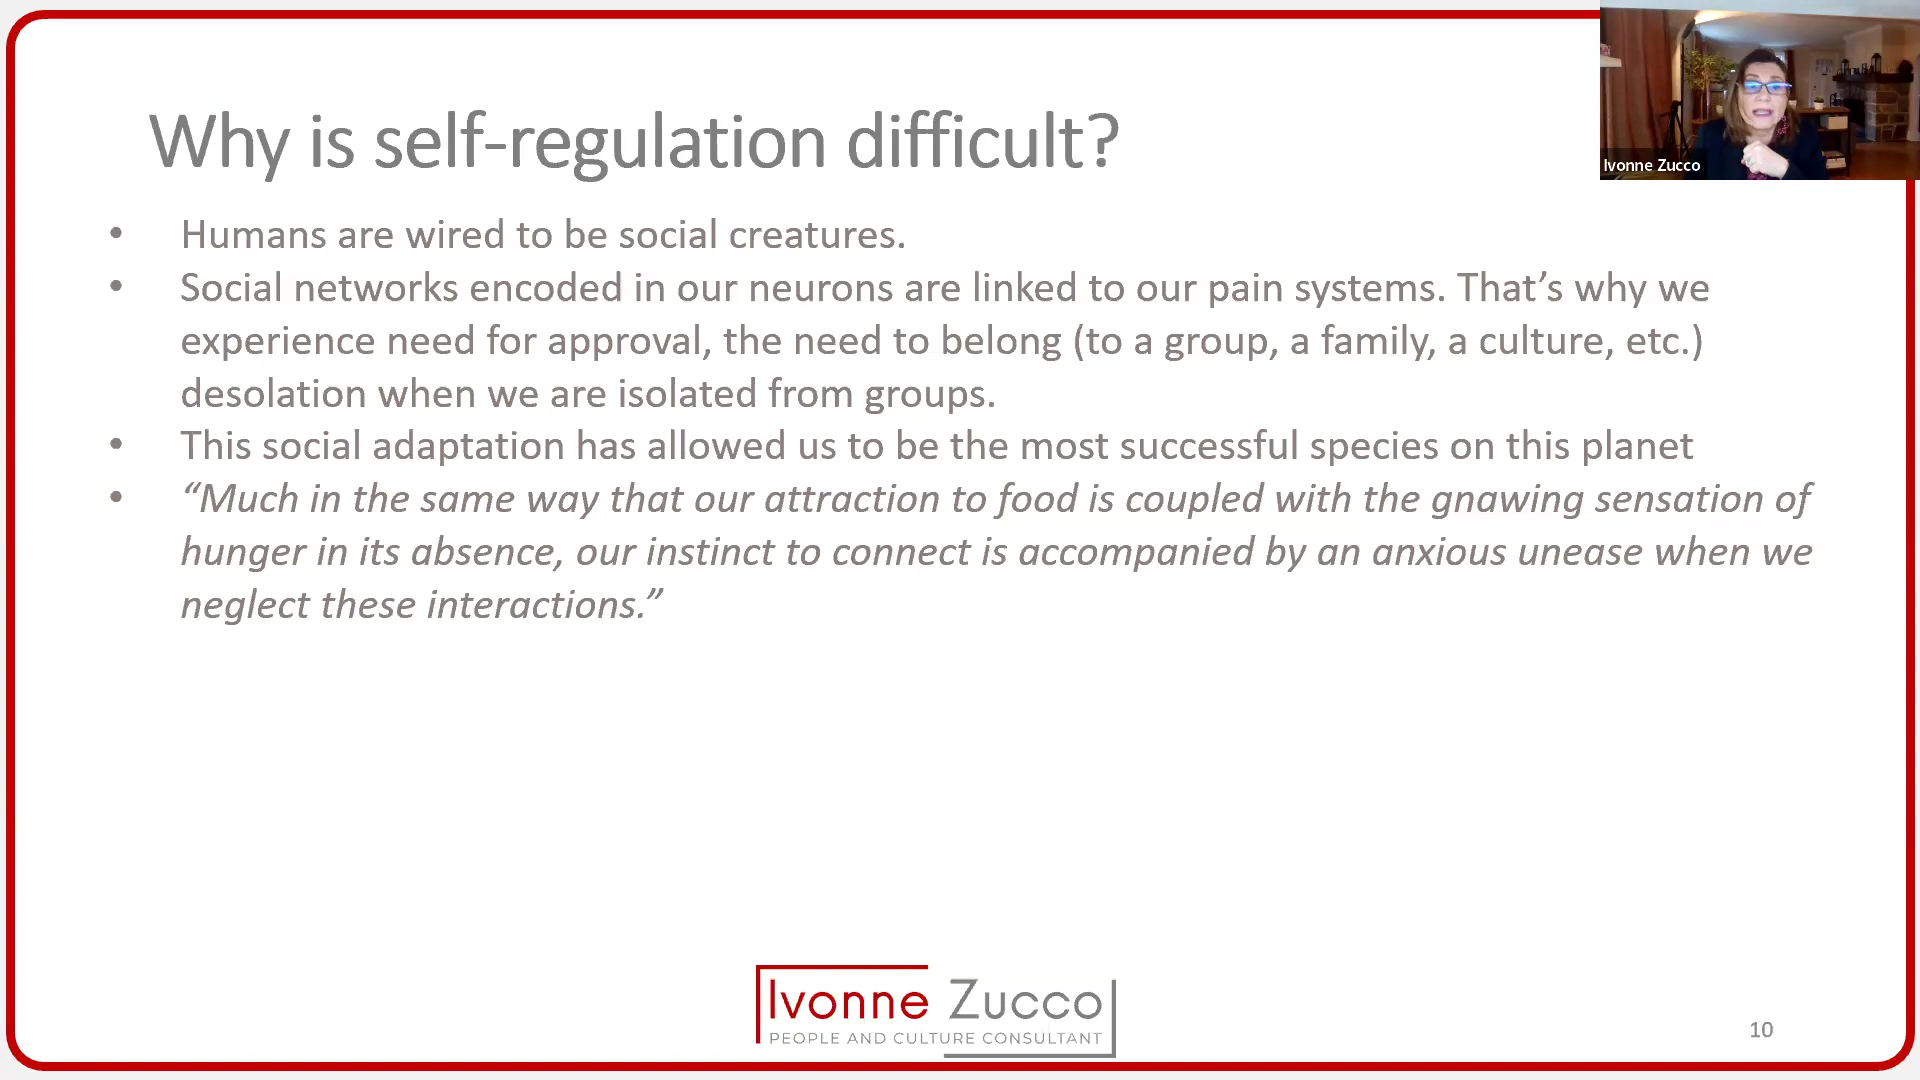 Why is self-regulation difficult?
Ivonne Zucco
• Humans are wired to be social creatures.
• Social networks encoded in our neurons are linked to our pain systems. That’s why we
experience need for approval, the need to belong (to a group, a family, a culture, etc.)
desolation when we are isolated from groups.
• This social adaptation has allowed us to be the most successful species on this planet
• “Much in the same way that our attraction to food is coupled with the gnawing sensation of
hunger in its absence, our instinct to connect is accompanied by an anxious unease when we
neglect these interactions.”
Ivonne Zucco
PEOPLE AND CULTURE CONSULTANT
10